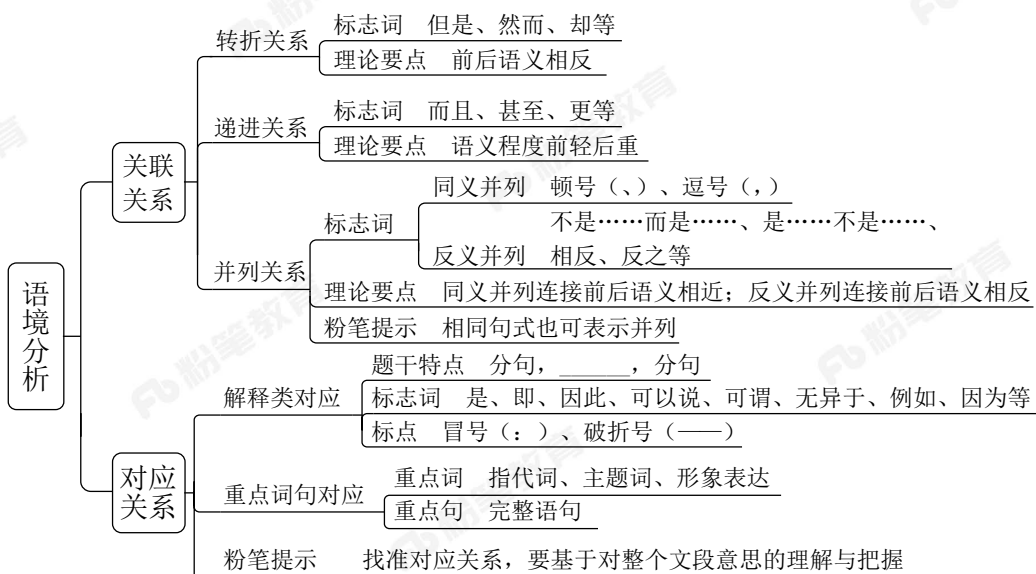 语境分析
关联关系
转折关系
标志词 但是、然而、却等
理论要点 前后语义相反
递进关系
标志词 而且、甚至、更等
理论要点 语义程度前轻后重
并列关系
标志词
同义并列 顿号（、）、逗号（，）
不是……而是……、是……不是……、
反义并列 相反、反之等
理论要点 同义并列连接前后语义相近；反义并列连接前后语义相反
粉笔提示 相同句式也可表示并列
对应关系
解释类对应
题干特点 分句，______，分句
标志词 是、即、因此、可以说、可谓、无异于、例如、因为等
标点 冒号（：）、破折号（——）
重点词句对应
重点词 指代词、主题词、形象表达
重点句 完整语句
粉笔提示 找准对应关系，要基于对整个文段意思的理解与把握
粉笔教育